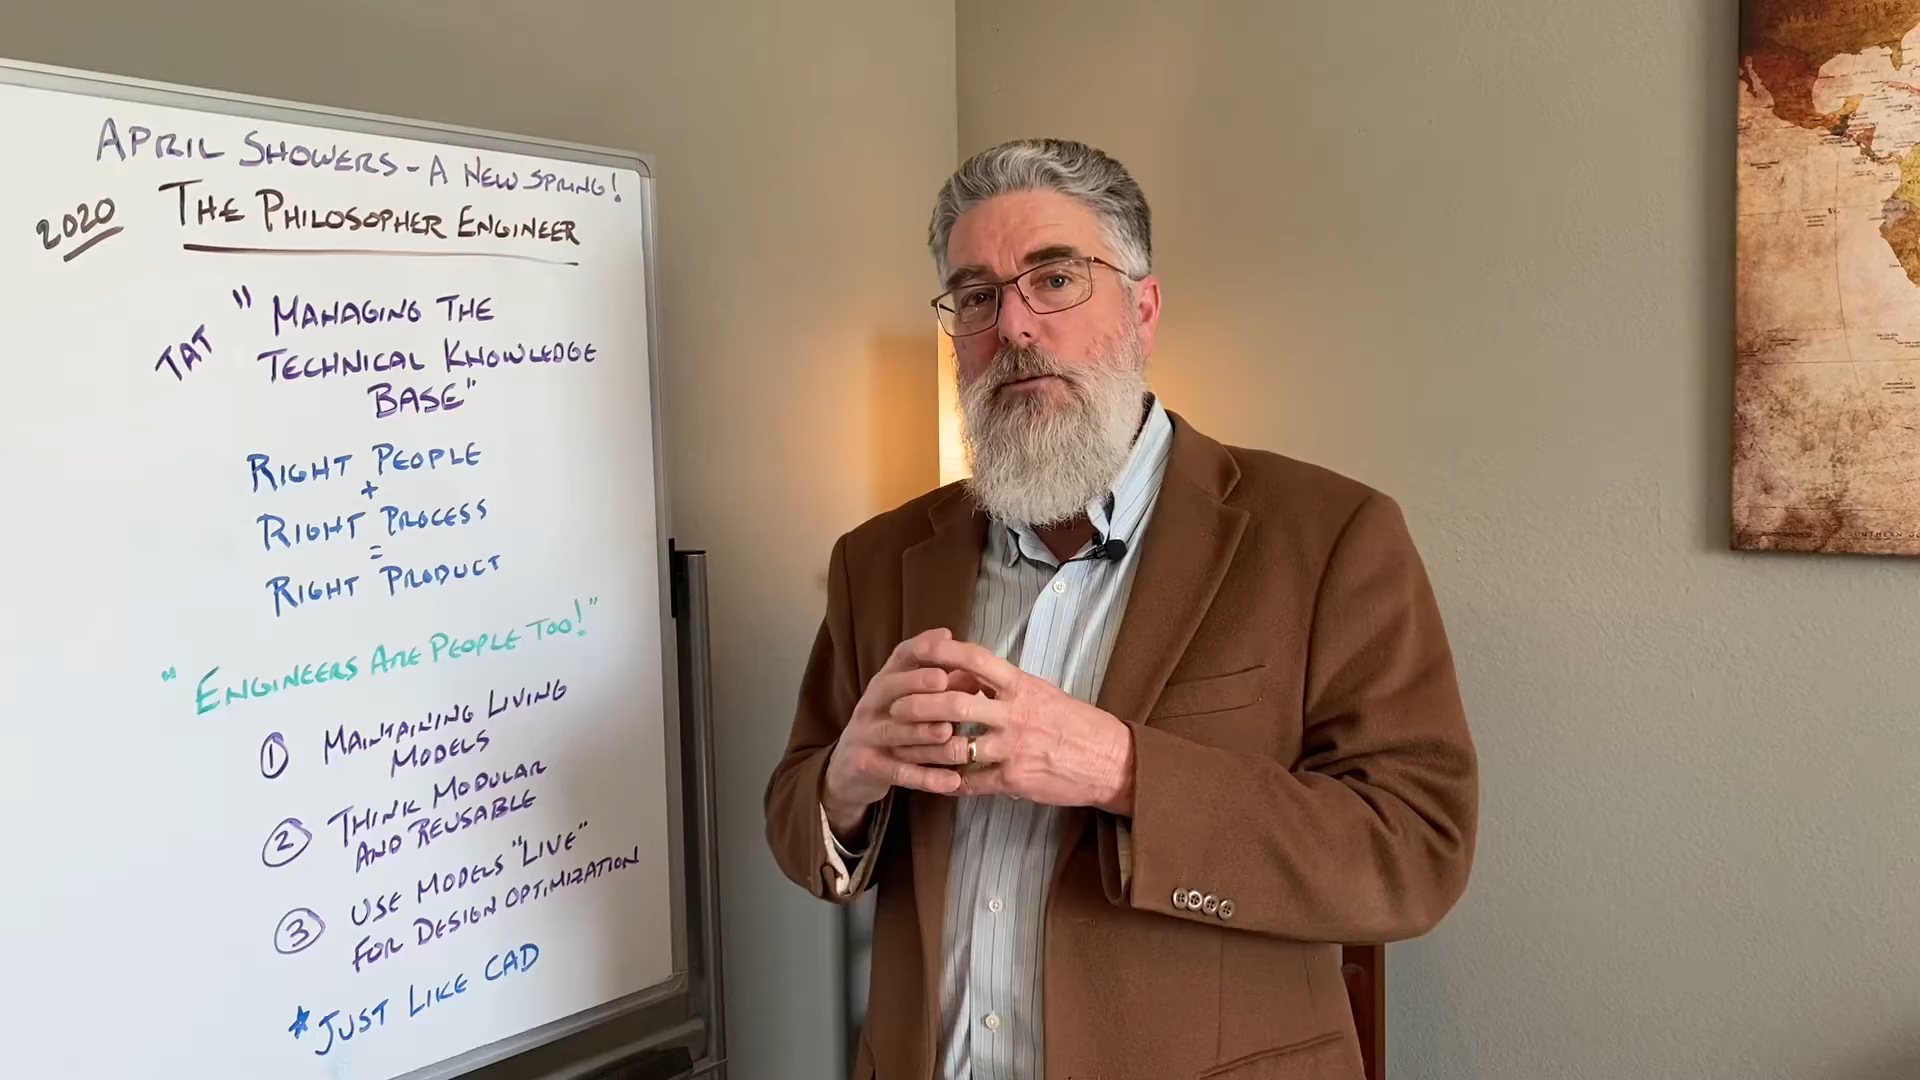 APRIL SHOWERS - A NEW SPRING!
2020 THE PHILOSOPHER ENGINEER
TAT "MANAGING THE
TECHNICAL KNOWLEDGE
BASE"
RIGHT PEOPLE
+
RIGHT PROCESS
=
RIGHT PRODUCT
"ENGINEERS ARE PEOPLE TOO!"
① MAINTAINING LIVING
MODELS
② THINK MODULAR
AND REUSABLE
③ USE MODELS "LIVE"
FOR DESIGN OPTIMIZATION
* JUST LIKE CAD
UNITED STATES